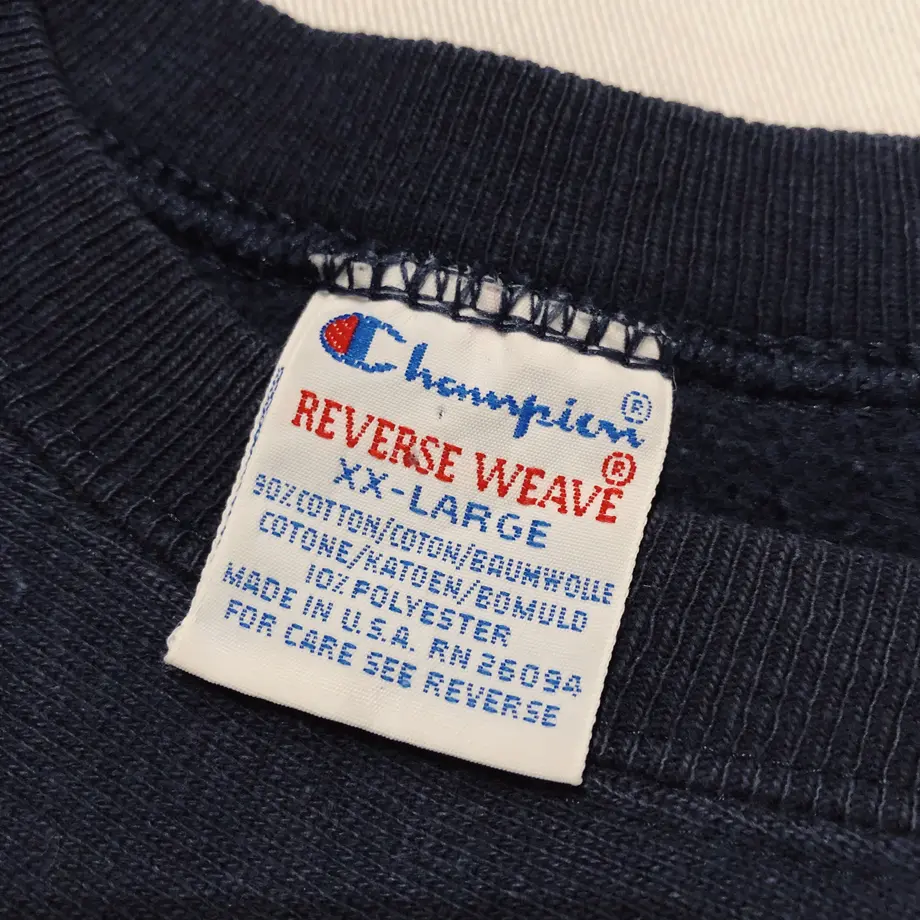 Champion®
REVERSE WEAVE®
XX-LARGE
90% COTTON/COTON/BAUMWOLLE
COTONE/KATOEN/BOMULD
10% POLYESTER
MADE IN U.S.A. RN 26094
FOR CARE SEE REVERSE